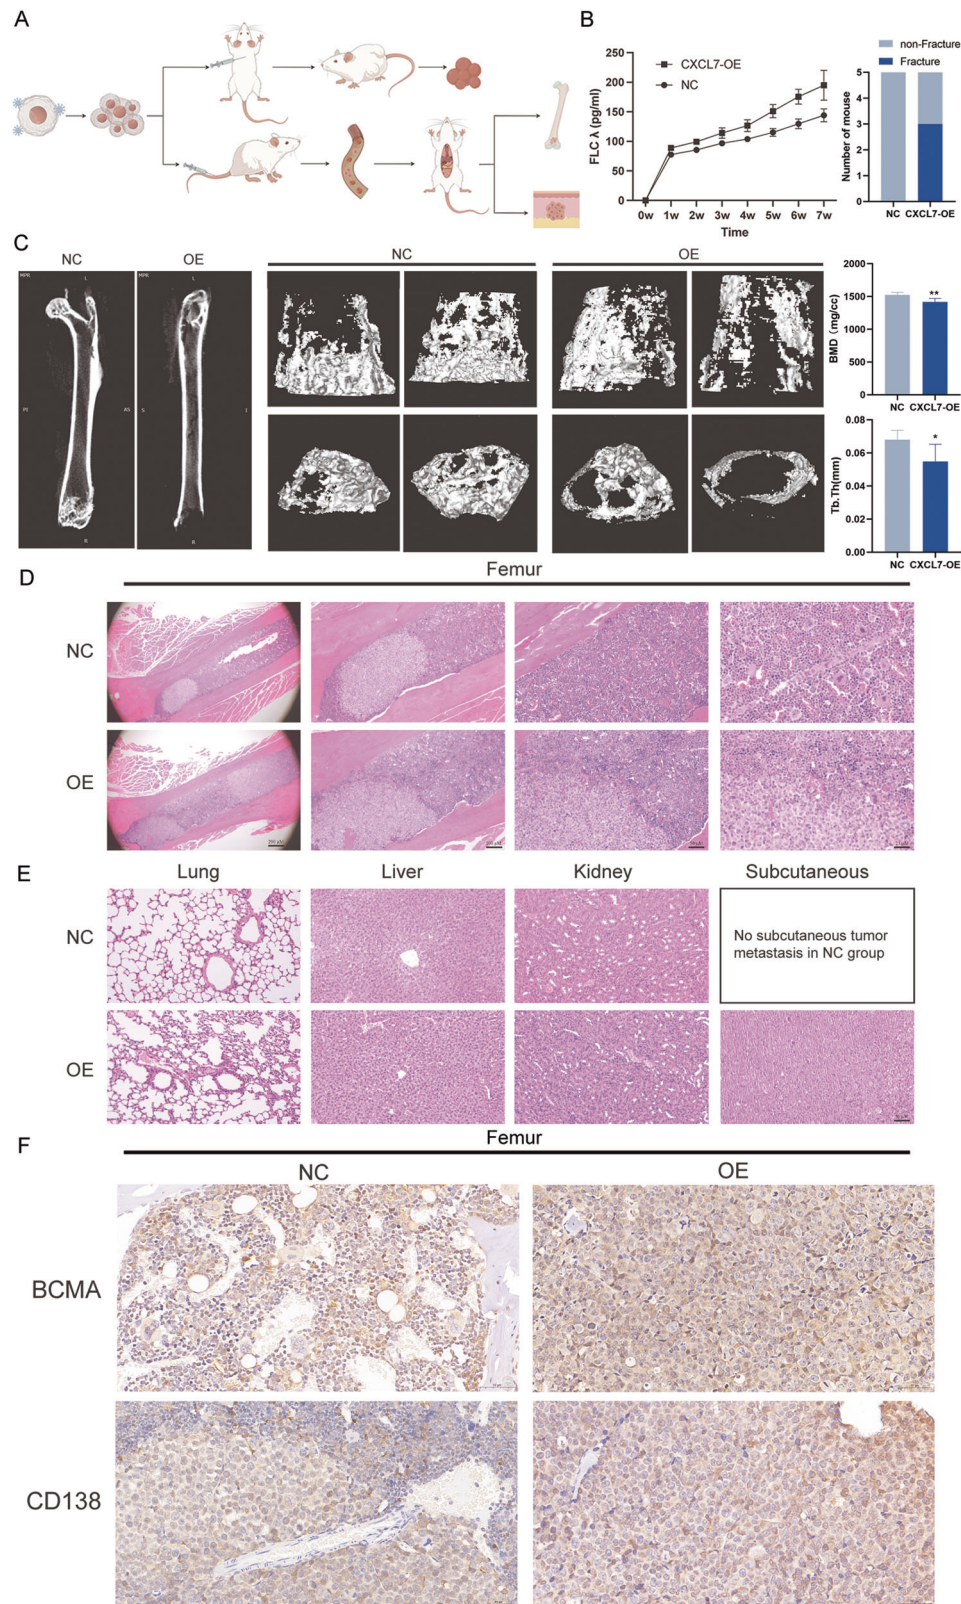 A
B
FLC λ (pg/ml)
250
200
150
100
50
0
CXCL7-OE
NC
0w 1w 2w 3w 4w 5w 6w 7w
Time
non-Fracture
Fracture
Number of mouse
5
4
3
2
1
0
NC CXCL7-OE
C
NC OE
NC
OE
MPR L
PI AS
R
MPR L
S I
R
BMD (mg/cc)
2000
1500
1000
500
0
**
NC CXCL7-OE
Tb.Th(mm)
0.08
0.06
0.04
0.02
0.00
*
NC CXCL7-OE
D
Femur
NC
OE
E
Lung Liver Kidney Subcutaneous
NC
No subcutaneous tumor
metastasis in NC group
OE
F
Femur
NC OE
BCMA
CD138